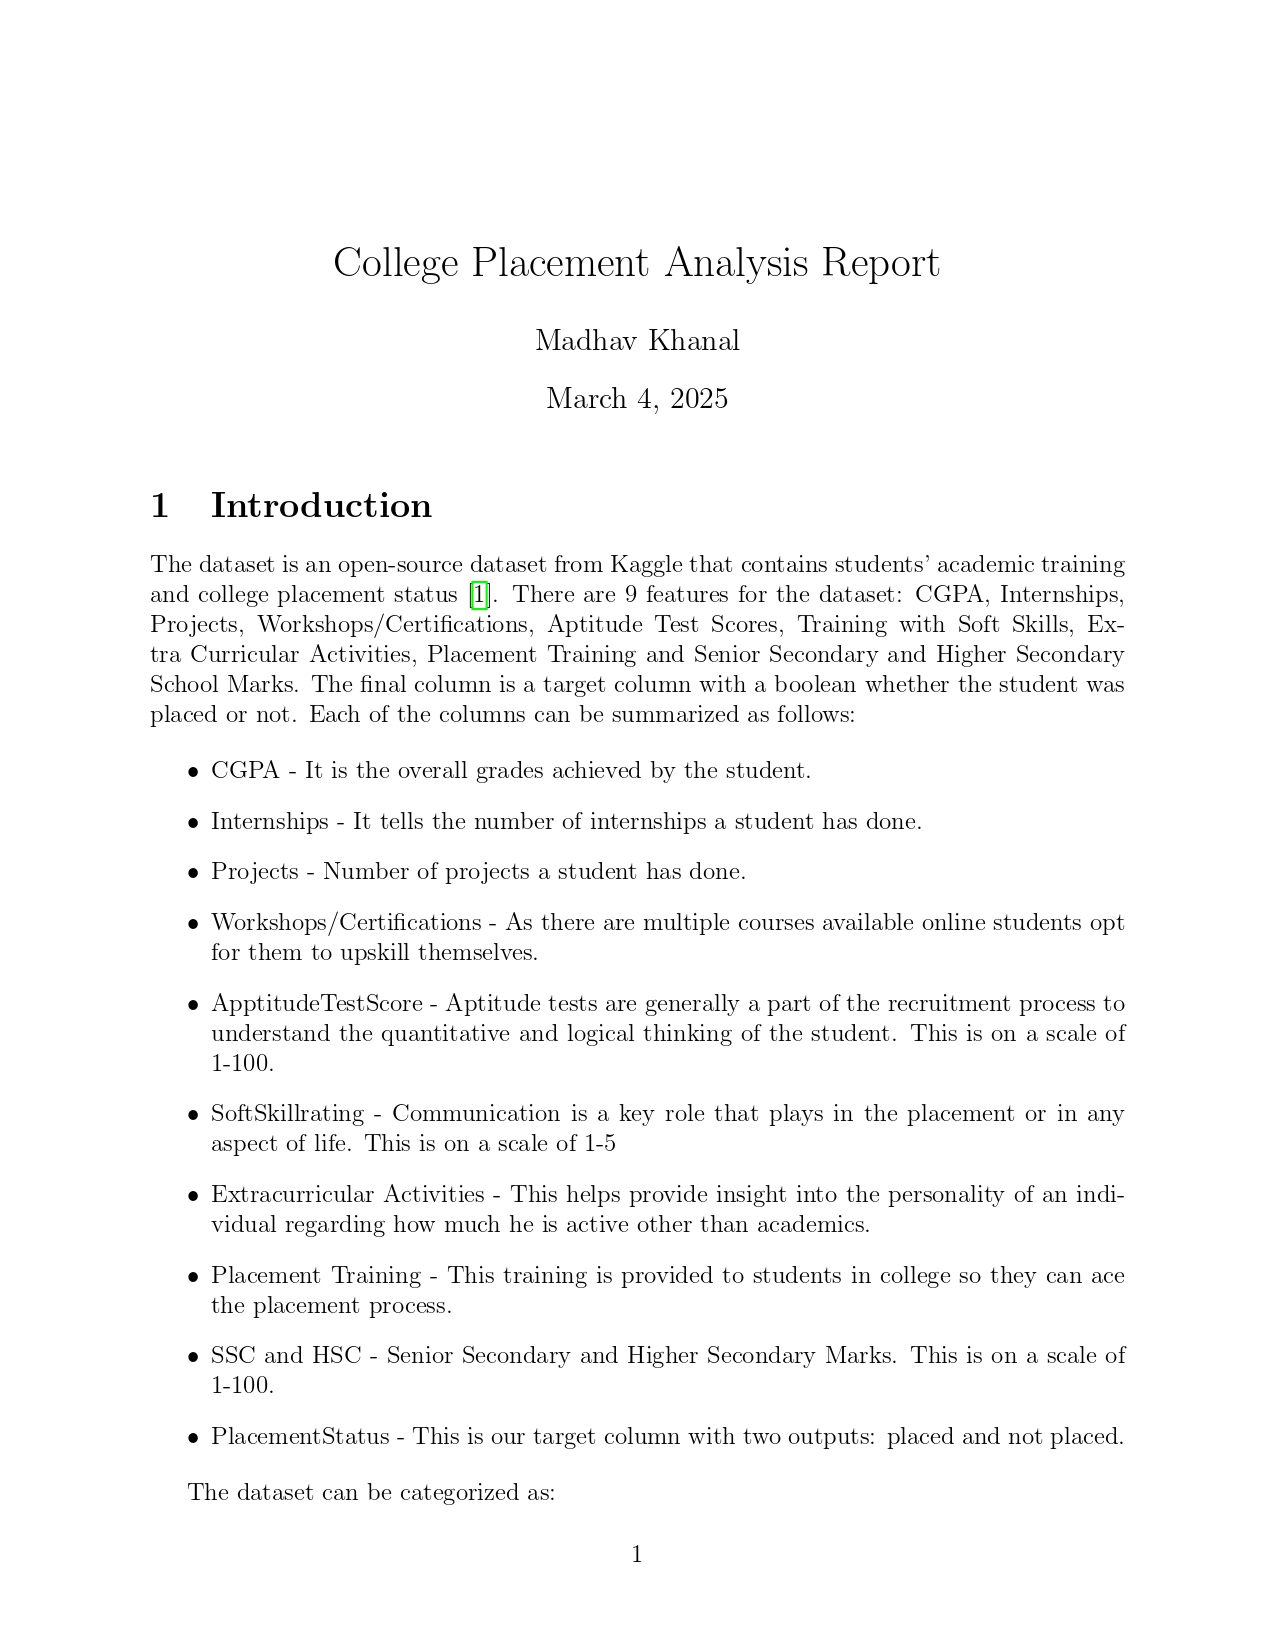 College Placement Analysis Report
Madhav Khanal
March 4, 2025
1 Introduction
The dataset is an open-source dataset from Kaggle that contains students' academic training
and college placement status [1]. There are 9 features for the dataset: CGPA, Internships,
Projects, Workshops/Certifications, Aptitude Test Scores, Training with Soft Skills, Ex-
tra Curricular Activities, Placement Training and Senior Secondary and Higher Secondary
School Marks. The final column is a target column with a boolean whether the student was
placed or not. Each of the columns can be summarized as follows:
• CGPA - It is the overall grades achieved by the student.
• Internships - It tells the number of internships a student has done.
• Projects - Number of projects a student has done.
• Workshops/Certifications - As there are multiple courses available online students opt
for them to upskill themselves.
• ApptitudeTestScore - Aptitude tests are generally a part of the recruitment process to
understand the quantitative and logical thinking of the student. This is on a scale of
1-100.
• SoftSkillrating - Communication is a key role that plays in the placement or in any
aspect of life. This is on a scale of 1-5
• Extracurricular Activities - This helps provide insight into the personality of an indi-
vidual regarding how much he is active other than academics.
• Placement Training - This training is provided to students in college so they can ace
the placement process.
• SSC and HSC - Senior Secondary and Higher Secondary Marks. This is on a scale of
1-100.
• PlacementStatus - This is our target column with two outputs: placed and not placed.
The dataset can be categorized as:
1